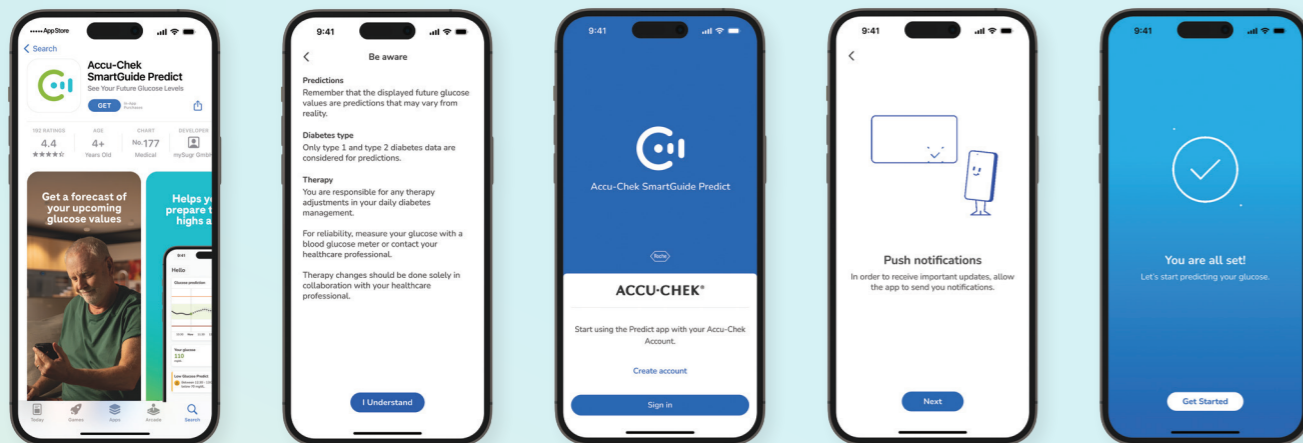 App Store
Search
Accu-Chek
SmartGuide Predict
See Your Future Glucose Levels
GET
In-App
Purchases
AGE
CHART
DEVELOPER
4.4
4+
No.177
Years Old
Medical
mySugr GmbH
Get a forecast of
your upcoming
glucose values
Helps yo
prepare t
highs a
9:41
Hello
Glucose prediction
Now
Your glucose
110
mg/dL
Low Glucose Predict
Today
Games
Apps
Arcade
Search
9:41
Be aware
Predictions
Remember that the displayed future glucose
values are predictions that may vary from
reality.
Diabetes type
Only type 1 and type 2 diabetes data are
considered for predictions.
Therapy
You are responsible for any therapy
adjustments in your daily diabetes
management.
For reliability, measure your glucose with a
blood glucose meter or contact your
healthcare professional.
Therapy changes should be done solely in
collaboration with your healthcare
professional.
I Understand
9:41
Accu-Chek SmartGuide Predict
Roche
ACCU-CHEK®
Start using the Predict app with your Accu-Chek
Account.
Create account
Sign in
9:41
Push notifications
In order to receive important updates, allow
the app to send you notifications.
Next
9:41
You are all set!
Let's start predicting your glucose.
Get Started